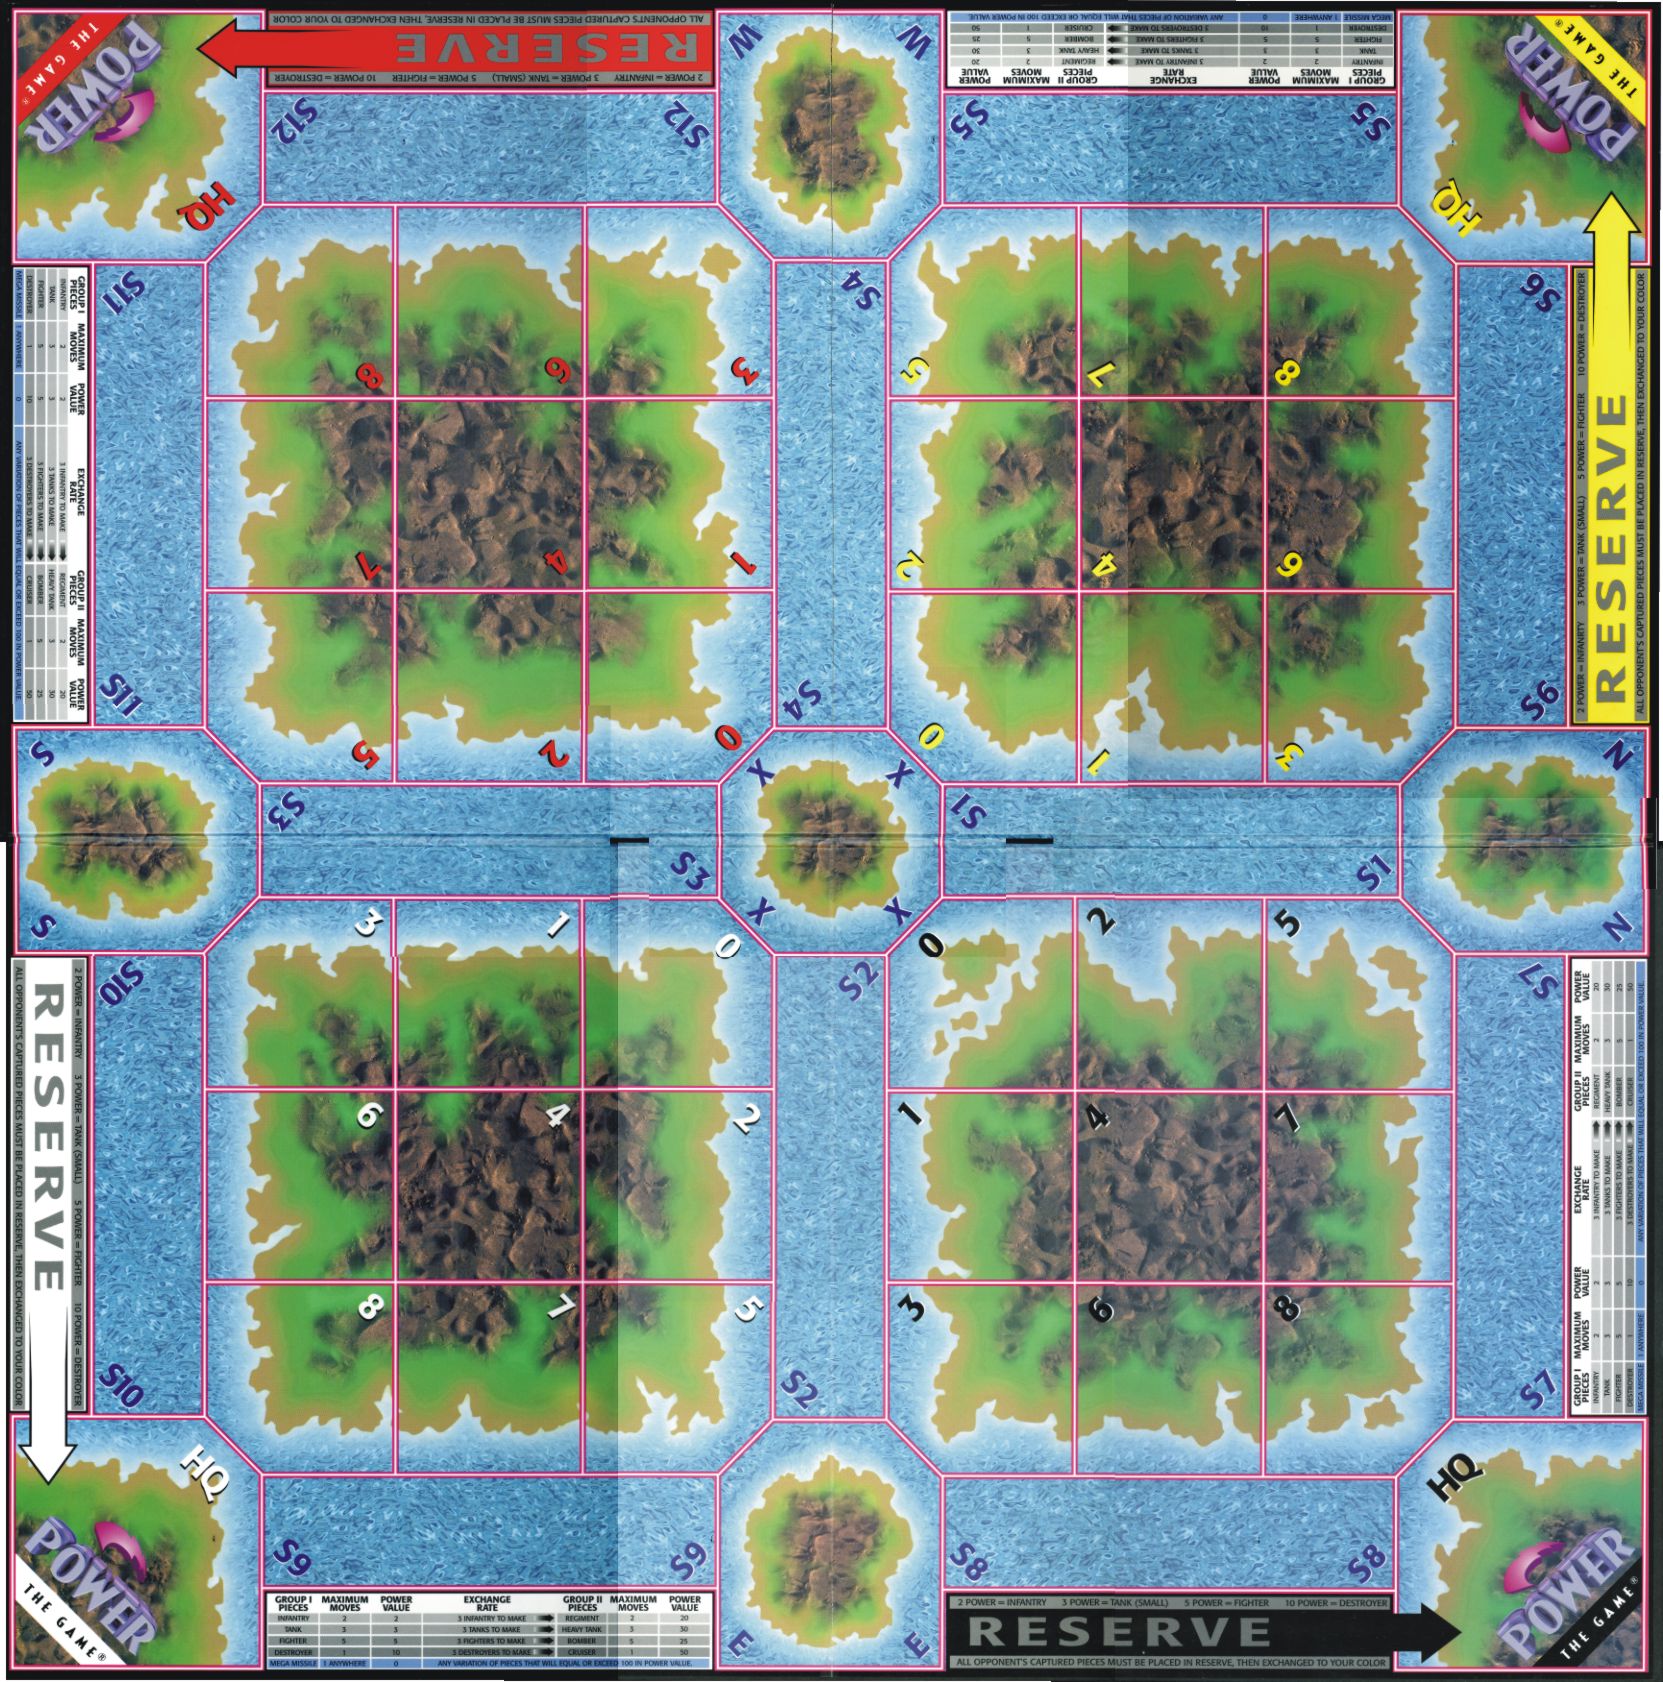 THE GAME®
POWER
HQ
ALL OPPONENT'S CAPTURED PIECES MUST BE PLACED IN RESERVE, THEN EXCHANGED TO YOUR COLOR
RESERVE
2 POWER = INFANTRY 3 POWER = TANK (SMALL) 5 POWER = FIGHTER 10 POWER = DESTROYER
W W
GROUP I PIECES MAXIMUM MOVES POWER VALUE EXCHANGE RATE GROUP II PIECES MAXIMUM MOVES POWER VALUE
INFANTRY 2 2 3 INFANTRY TO MAKE REGIMENT 2 20
TANK 3 3 3 TANKS TO MAKE HEAVY TANK 3 30
FIGHTER 5 5 3 FIGHTERS TO MAKE BOMBER 5 25
DESTROYER 1 10 3 DESTROYERS TO MAKE CRUISER 1 50
MEGA MISSILE 1 ANYWHERE 0 ANY VARIATION OF PIECES THAT WILL EQUAL OR EXCEED 100 IN POWER VALUE.
THE GAME®
POWER
HQ
S12 S12
S5 S5
S11
S4
S6
8 6 3
5 7 8
GROUP I PIECES MAXIMUM MOVES POWER VALUE EXCHANGE RATE GROUP II PIECES MAXIMUM MOVES POWER VALUE
INFANTRY 2 2 3 INFANTRY TO MAKE REGIMENT 2 20
TANK 3 3 3 TANKS TO MAKE HEAVY TANK 3 30
FIGHTER 5 5 3 FIGHTERS TO MAKE BOMBER 5 25
DESTROYER 1 10 3 DESTROYERS TO MAKE CRUISER 1 50
MEGA MISSILE 1 ANYWHERE 0 ANY VARIATION OF PIECES THAT WILL EQUAL OR EXCEED 100 IN POWER VALUE.
7 4 1
2 4 6
2 POWER = INFANRTY 3 POWER = TANK (SMALL) 5 POWER = FIGHTER 10 POWER = DESTROYER
RESERVE
ALL OPPONENT'S CAPTURED PIECES MUST BE PLACED IN RESERVE, THEN EXCHANGED TO YOUR COLOR
S11
S4
S6
5 2 0
0 1 3
S
X X
N
S3
S1
S3
S1
S
X X
N
3 1 0
0 2 5
S10
S2
S7
2 POWER = INFANTRY 3 POWER = TANK (SMALL) 5 POWER = FIGHTER 10 POWER = DESTROYER
RESERVE
ALL OPPONENT'S CAPTURED PIECES MUST BE PLACED IN RESERVE, THEN EXCHANGED TO YOUR COLOR
6 4 2
1 4 7
GROUP I PIECES MAXIMUM MOVES POWER VALUE EXCHANGE RATE GROUP II PIECES MAXIMUM MOVES POWER VALUE
INFANTRY 2 2 3 INFANTRY TO MAKE REGIMENT 2 20
TANK 3 3 3 TANKS TO MAKE HEAVY TANK 3 30
FIGHTER 5 5 3 FIGHTERS TO MAKE BOMBER 5 25
DESTROYER 1 10 3 DESTROYERS TO MAKE CRUISER 1 50
MEGA MISSILE 1 ANYWHERE 0 ANY VARIATION OF PIECES THAT WILL EQUAL OR EXCEED 100 IN POWER VALUE.
8 7 5
3 6 8
S10
S2
S7
HQ
POWER
THE GAME®
S9 S9
S8 S8
HQ
POWER
THE GAME®
GROUP I PIECES MAXIMUM MOVES POWER VALUE EXCHANGE RATE GROUP II PIECES MAXIMUM MOVES POWER VALUE
INFANTRY 2 2 3 INFANTRY TO MAKE REGIMENT 2 20
TANK 3 3 3 TANKS TO MAKE HEAVY TANK 3 30
FIGHTER 5 5 3 FIGHTERS TO MAKE BOMBER 5 25
DESTROYER 1 10 3 DESTROYERS TO MAKE CRUISER 1 50
MEGA MISSILE 1 ANYWHERE 0 ANY VARIATION OF PIECES THAT WILL EQUAL OR EXCEED 100 IN POWER VALUE.
E E
2 POWER = INFANTRY 3 POWER = TANK (SMALL) 5 POWER = FIGHTER 10 POWER = DESTROYER
RESERVE
ALL OPPONENT'S CAPTURED PIECES MUST BE PLACED IN RESERVE, THEN EXCHANGED TO YOUR COLOR